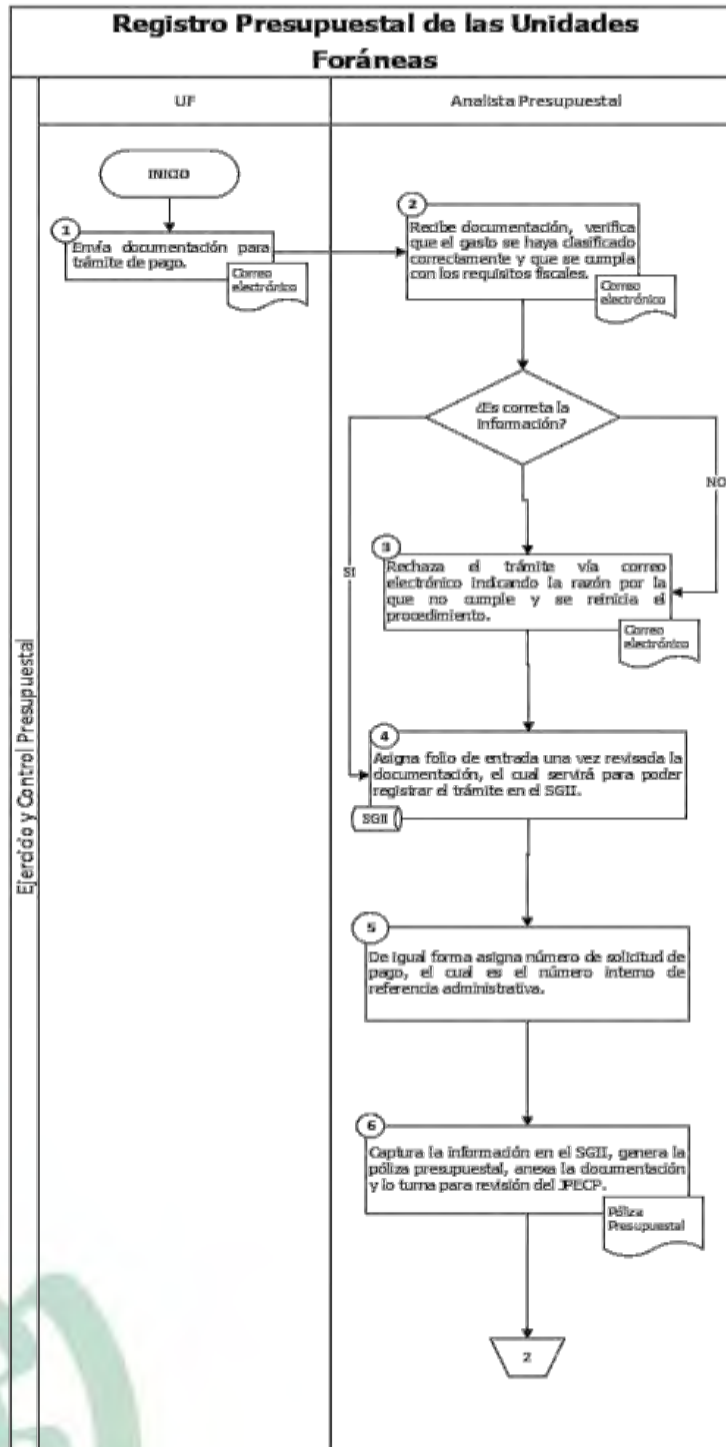 Registro Presupuestal de las Unidades
Foráneas
UF
Analista Presupuestal
Ejercido y Control Presupuestal
INICIO
1
Envía documentación para
trámite de pago.
Correo
electrónico
2
Recibe documentación, verifica
que el gasto se haya clasificado
correctamente y que se cumpla
con los requisitos fiscales.
Correo
electrónico
¿Es correcta la
información?
SI
NO
3
Rechaza el trámite vía correo
electrónico indicando la razón por la
que no cumple y se reinicia el
procedimiento.
Correo
electrónico
4
Asigna folio de entrada una vez revisada la
documentación, el cual servirá para poder
registrar el trámite en el SGII.
SGII
5
De igual forma asigna número de solicitud de
pago, el cual es el número interno de
referencia administrativa.
6
Captura la información en el SGII, genera la
póliza presupuestal, anexa la documentación
y lo turna para revisión del JPECP.
Póliza
Presupuestal
2